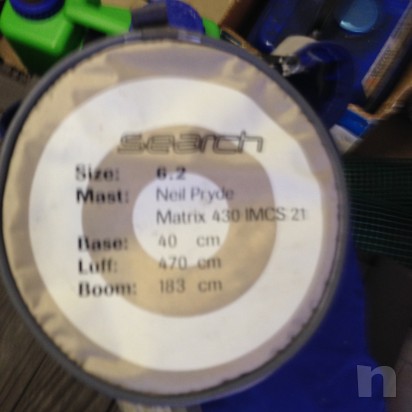 search
Size: 6.2
Mast: Neil Pryde
Matrix 430 IMCS 21
Base: 40 cm
Luff: 470 cm
Boom: 183 cm
n